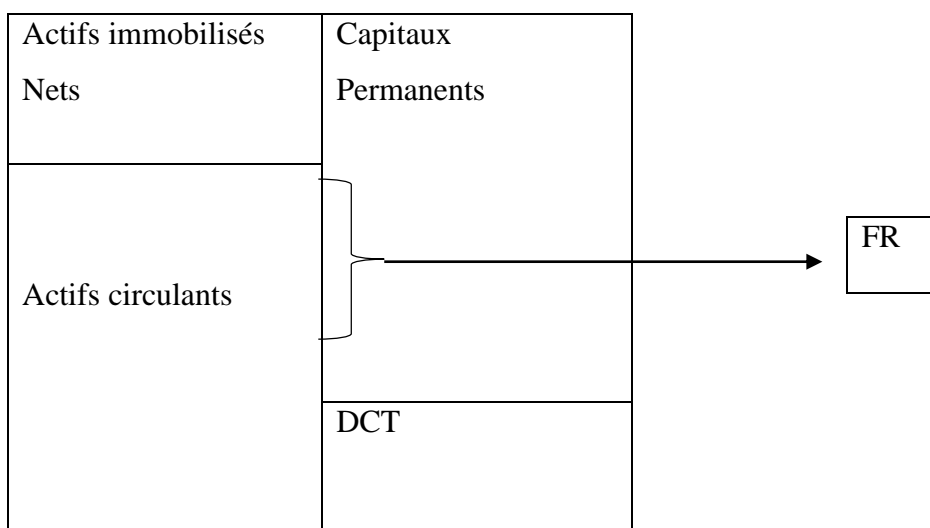 Actifs immobilisés
Nets
Capitaux
Permanents
FR
Actifs circulants
DCT